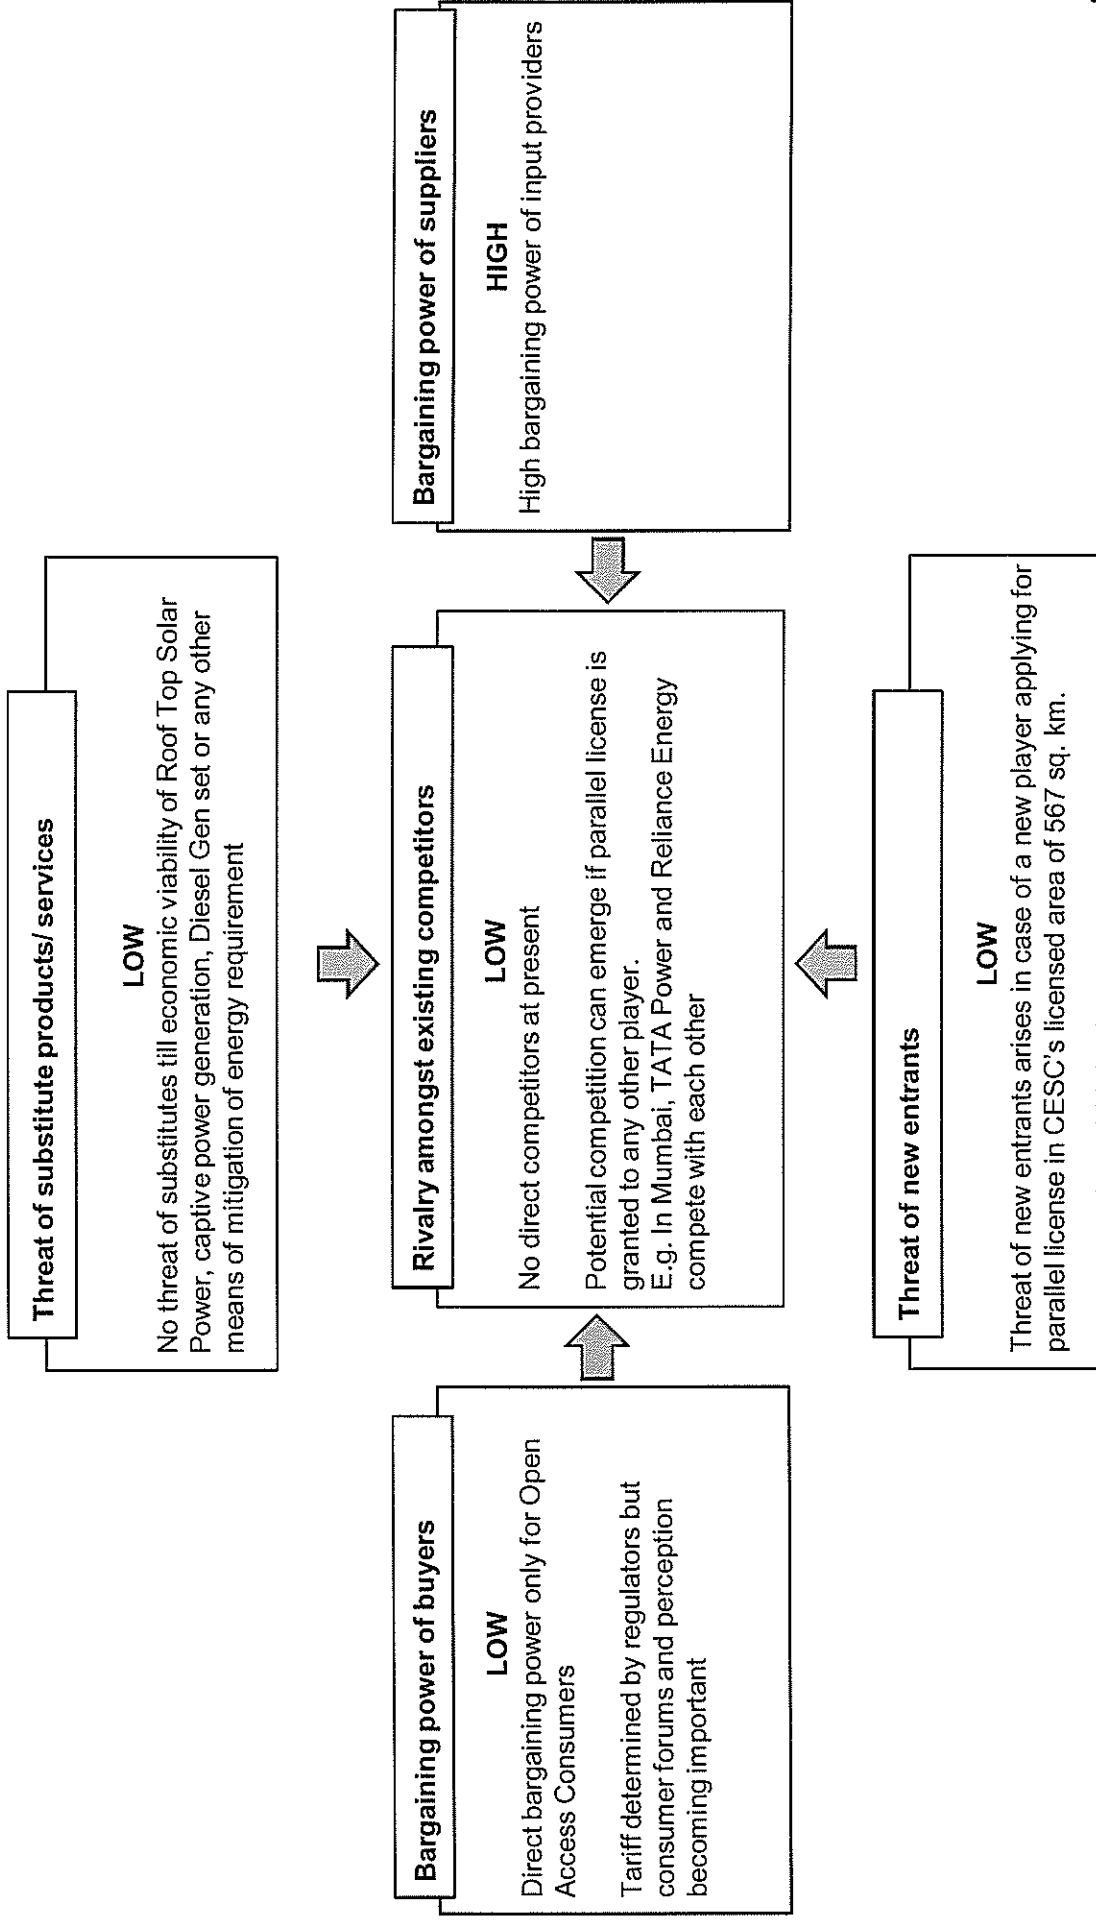 Threat of substitute products/ services
LOW
No threat of substitutes till economic viability of Roof Top Solar
Power, captive power generation, Diesel Gen set or any other
means of mitigation of energy requirement
Bargaining power of buyers
LOW
Direct bargaining power only for Open
Access Consumers
Tariff determined by regulators but
consumer forums and perception
becoming important
Rivalry amongst existing competitors
LOW
No direct competitors at present
Potential competition can emerge if parallel license is
granted to any other player.
E.g. In Mumbai, TATA Power and Reliance Energy
compete with each other
Bargaining power of suppliers
HIGH
High bargaining power of input providers
Threat of new entrants
LOW
Threat of new entrants arises in case of a new player applying for
parallel license in CESC's licensed area of 567 sq. km.